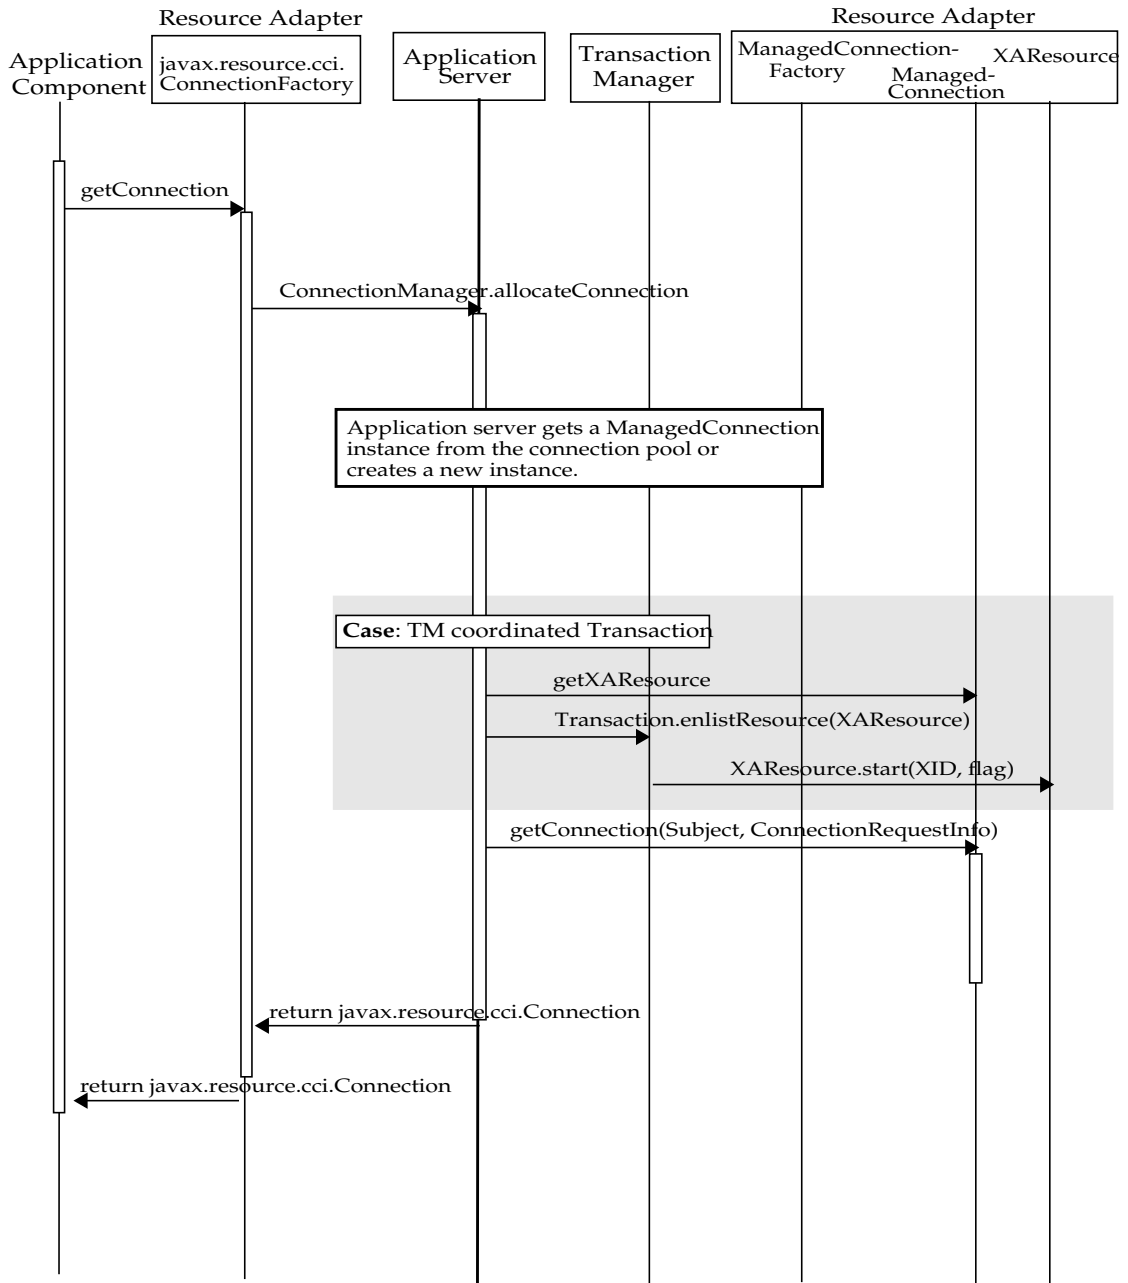 Resource Adapter
Resource Adapter
Application
Component
javax.resource.cci.
ConnectionFactory
Application
Server
Transaction
Manager
ManagedConnection-
Factory
Managed-
Connection
XAResource
getConnection
ConnectionManager.allocateConnection
Application server gets a ManagedConnection
instance from the connection pool or
creates a new instance.
Case: TM coordinated Transaction
getXAResource
Transaction.enlistResource(XAResource)
XAResource.start(XID, flag)
getConnection(Subject, ConnectionRequestInfo)
return javax.resource.cci.Connection
return javax.resource.cci.Connection